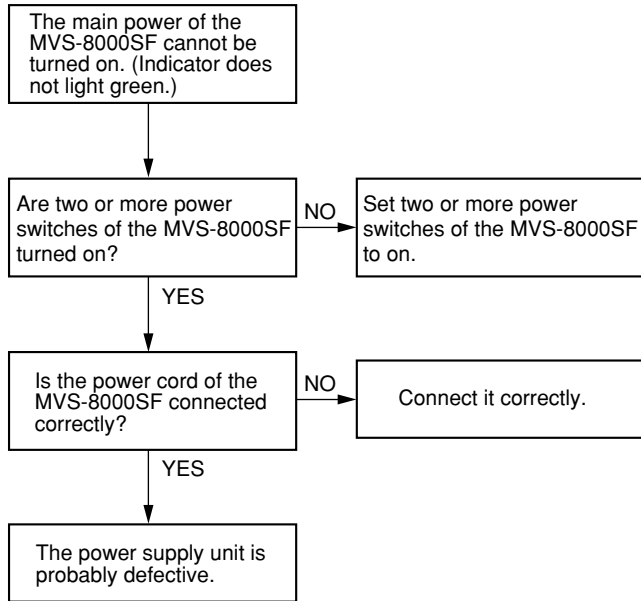 The main power of the
MVS-8000SF cannot be
turned on. (Indicator does
not light green.)
Are two or more power
switches of the MVS-8000SF
turned on?
NO
Set two or more power
switches of the MVS-8000SF
to on.
YES
Is the power cord of the
MVS-8000SF connected
correctly?
NO
Connect it correctly.
YES
The power supply unit is
probably defective.